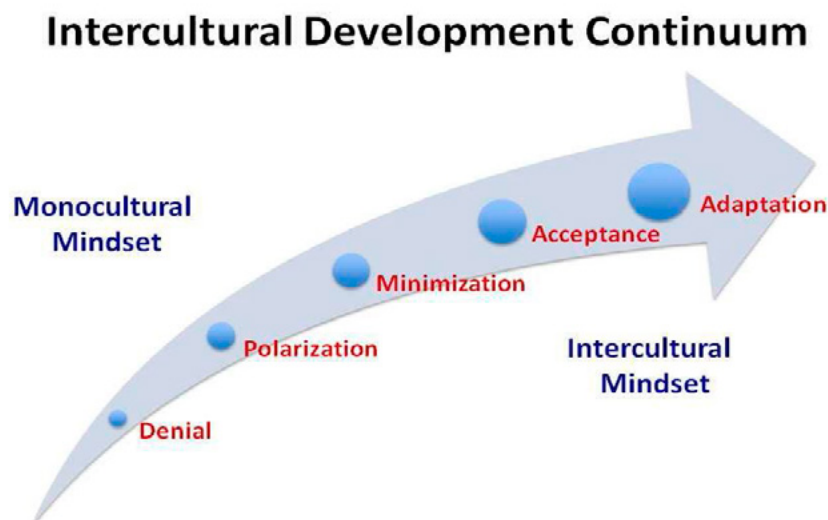 Intercultural Development Continuum
Monocultural
Mindset
Adaptation
Acceptance
Minimization
Polarization
Intercultural
Mindset
Denial